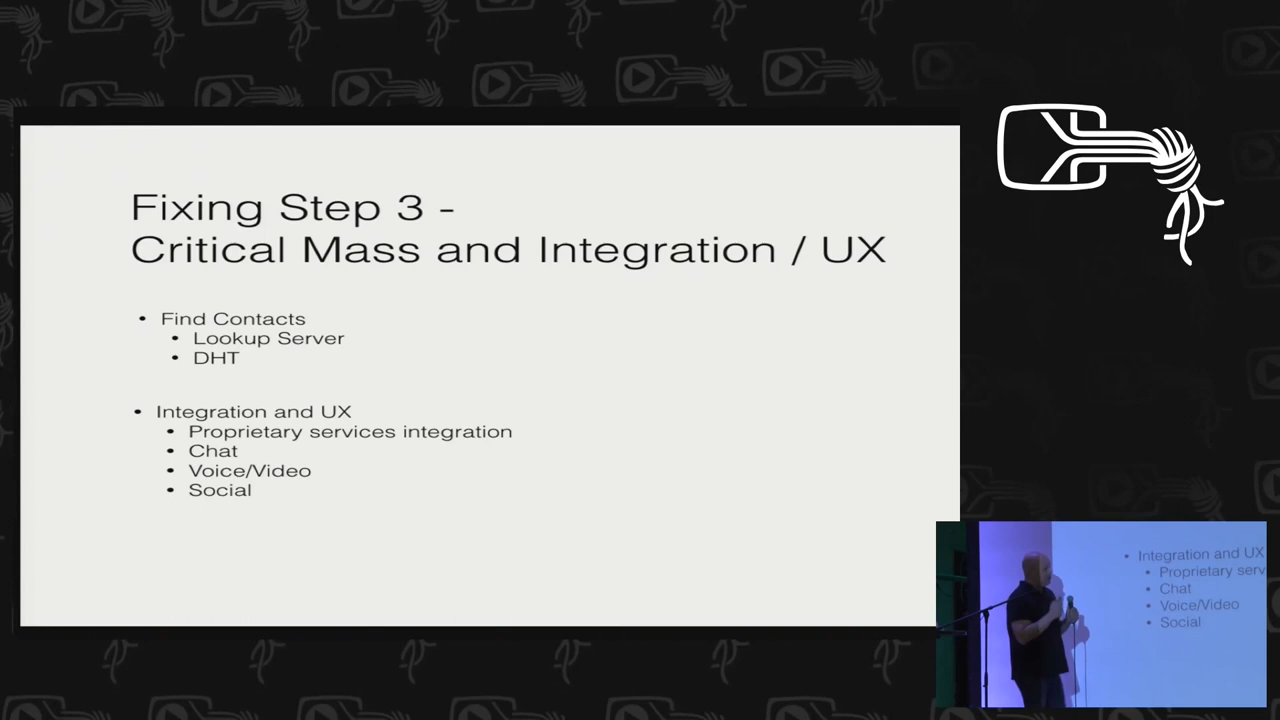 Fixing Step 3 -
Critical Mass and Integration / UX
• Find Contacts
• Lookup Server
• DHT
• Integration and UX
• Proprietary services integration
• Chat
• Voice/Video
• Social
• Integration and UX
• Proprietary serv
• Chat
• Voice/Video
• Social